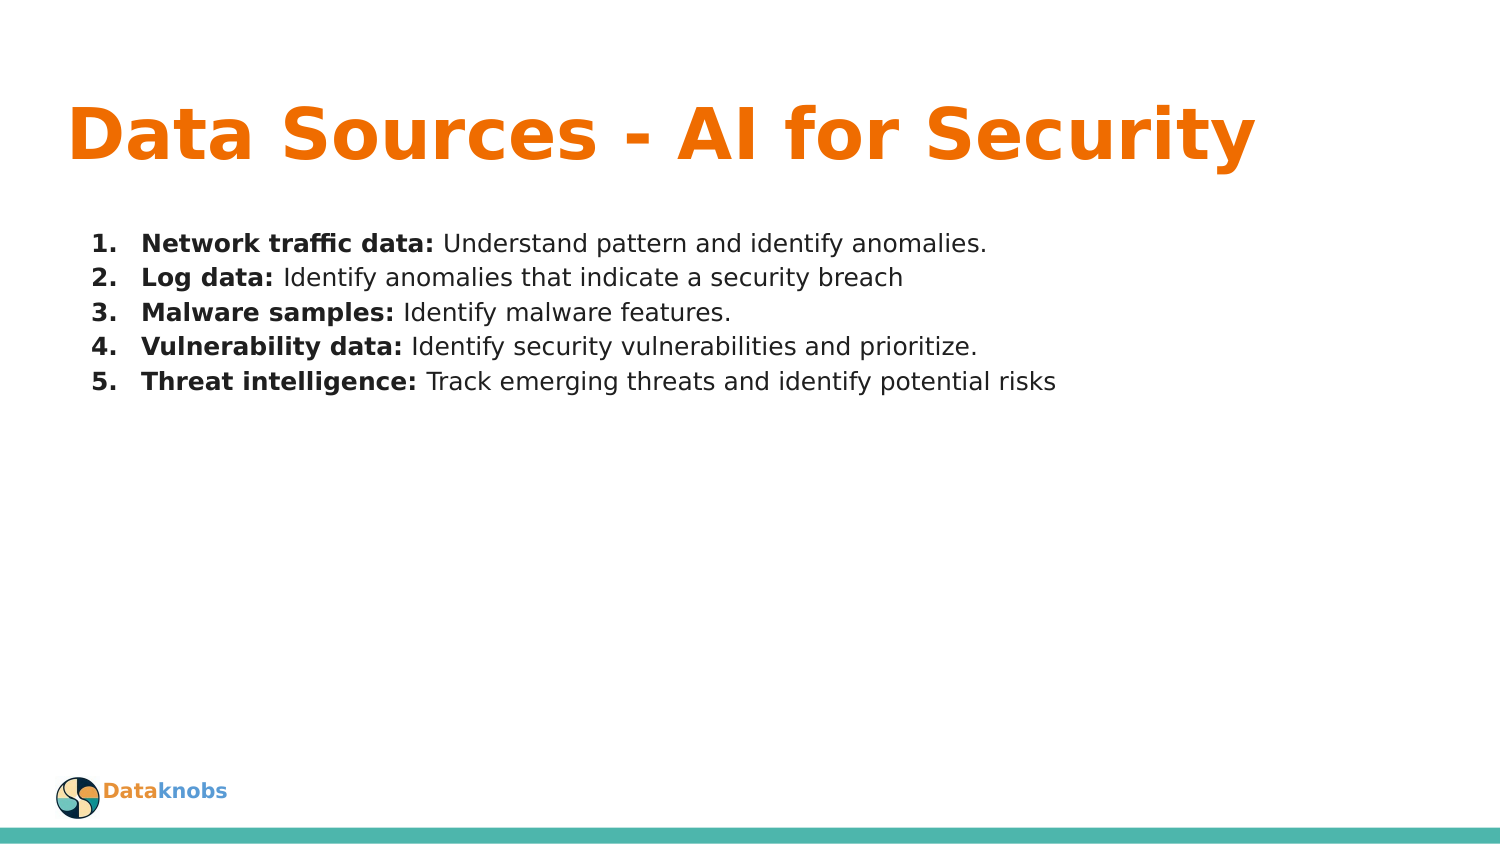 Data Sources - AI for Security
1. Network traffic data: Understand pattern and identify anomalies.
2. Log data: Identify anomalies that indicate a security breach
3. Malware samples: Identify malware features.
4. Vulnerability data: Identify security vulnerabilities and prioritize.
5. Threat intelligence: Track emerging threats and identify potential risks
Dataknobs